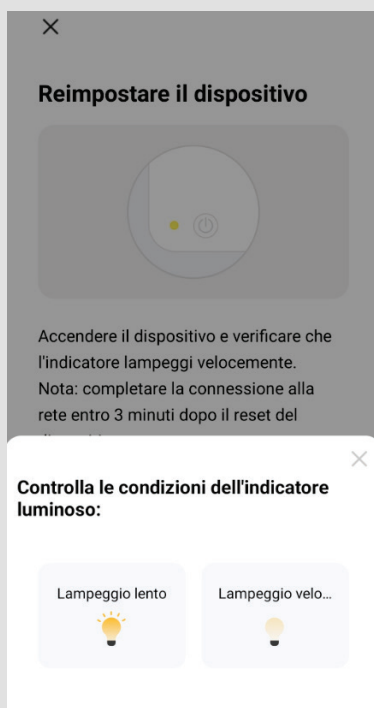 Reimpostare il dispositivo
Accendere il dispositivo e verificare che
l'indicatore lampeggi velocemente.
Nota: completare la connessione alla
rete entro 3 minuti dopo il reset del
Controlla le condizioni dell'indicatore
luminoso:
Lampeggio lento
Lampeggio velo...